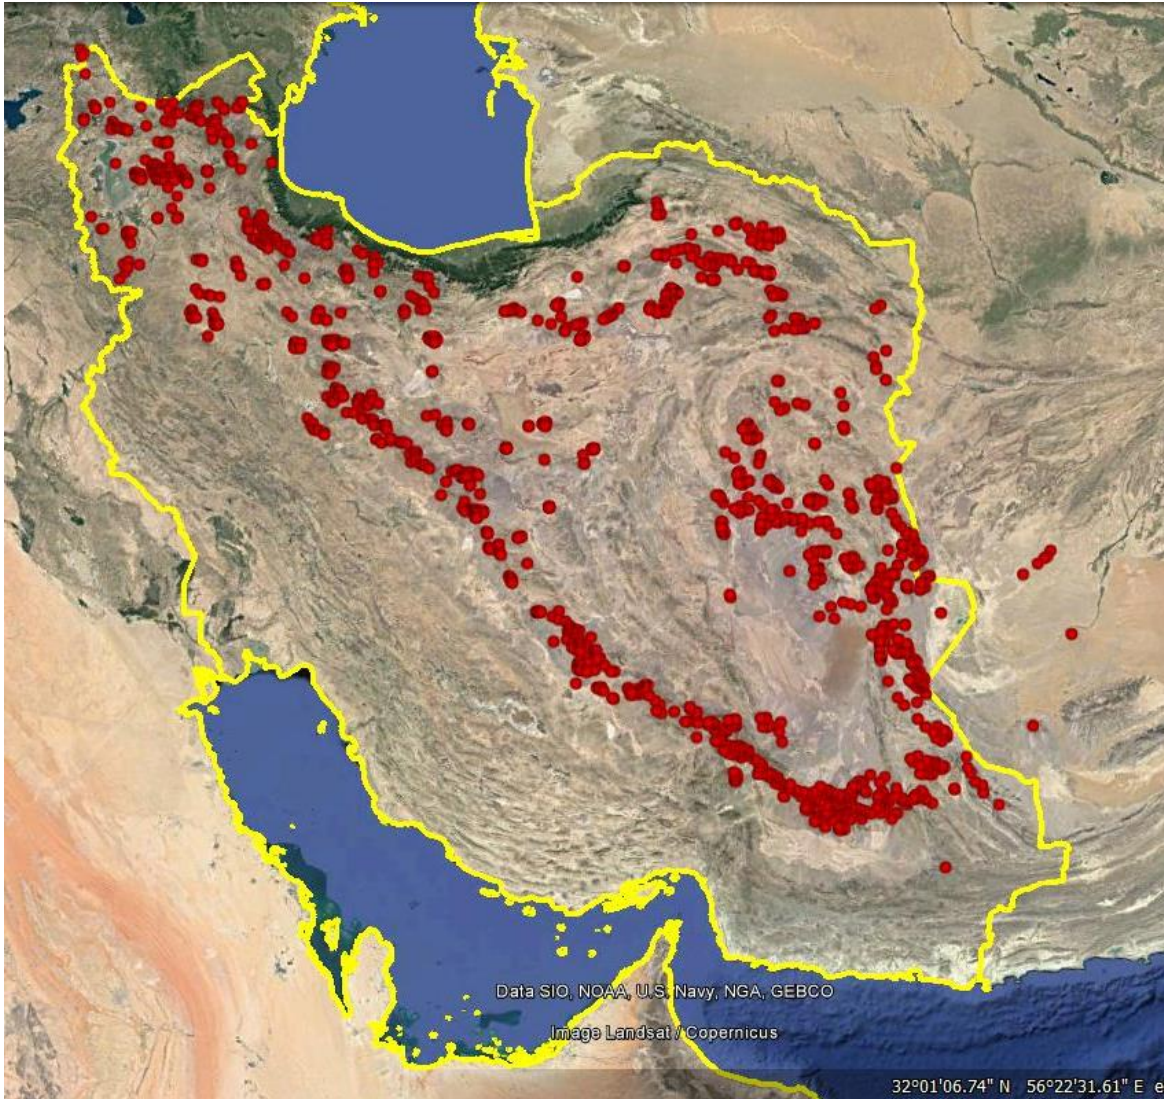 Data SIO, NOAA, U.S. Navy, NGA, GEBCO
Image Landsat / Copernicus
32°01'06.74" N 56°22'31.61" E e